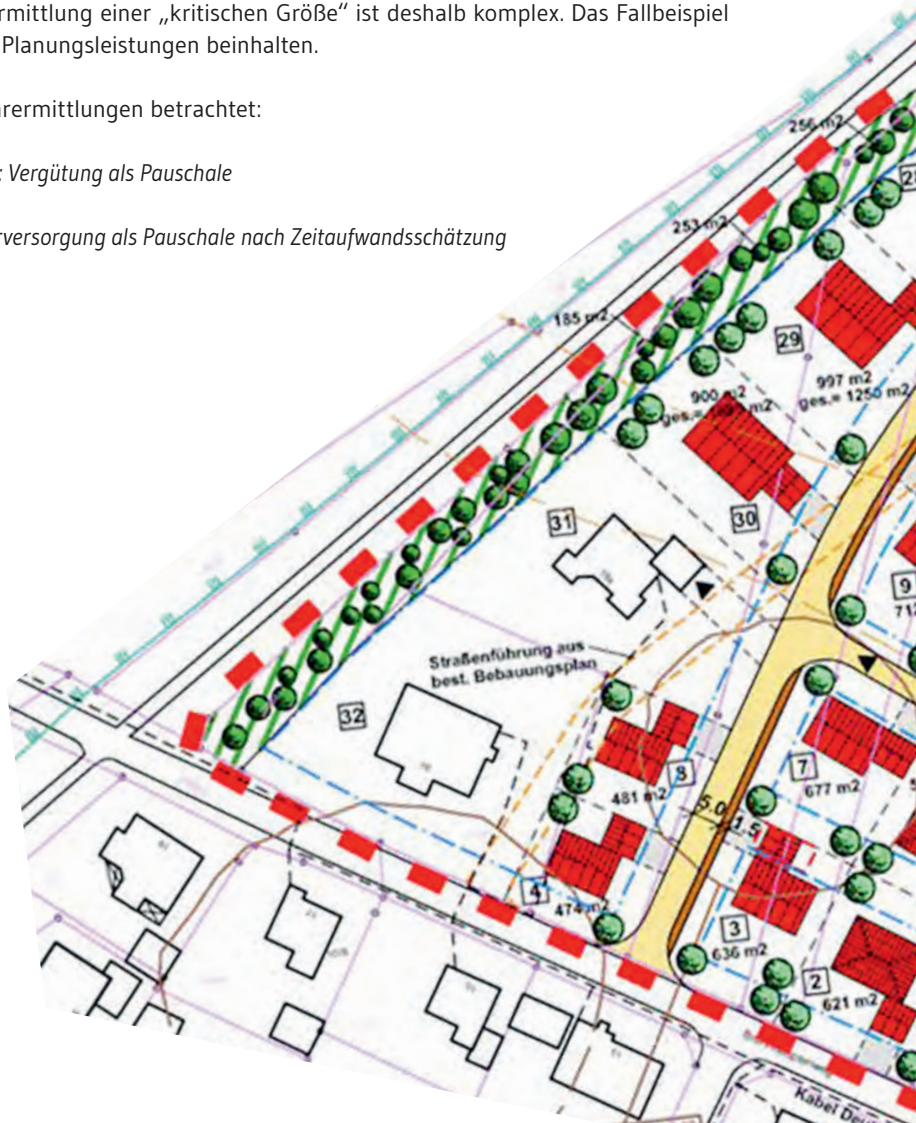 rmittlung einer „kritischen Größe“ ist deshalb komplex. Das Fallbeispiel
Planungsleistungen beinhalten.
rermittlungen betrachtet:
: Vergütung als Pauschale
rversorgung als Pauschale nach Zeitaufwandsschätzung
256 m2
253 m2
185 m2
29
997 m2
ges.= 1250 m2
900 m2
30
31
9
Straßenführung aus
best. Bebauungsplan
32
8
481 m2
7
677 m2
5.0
1.5
4
474 m2
3
636 m2
2
621 m2
Kabel